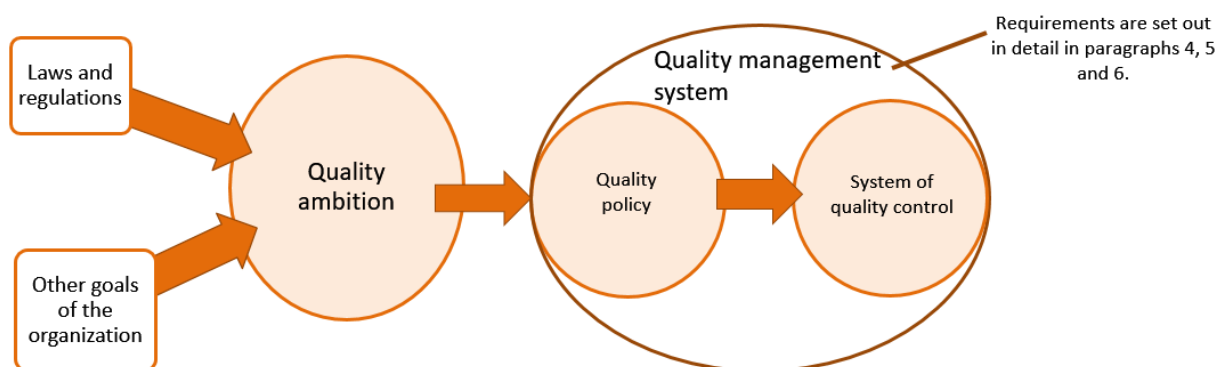 Laws and
regulations
Other goals
of the
organization
Quality
ambition
Quality management
system
Quality
policy
System of
quality control
Requirements are set out
in detail in paragraphs 4, 5
and 6.